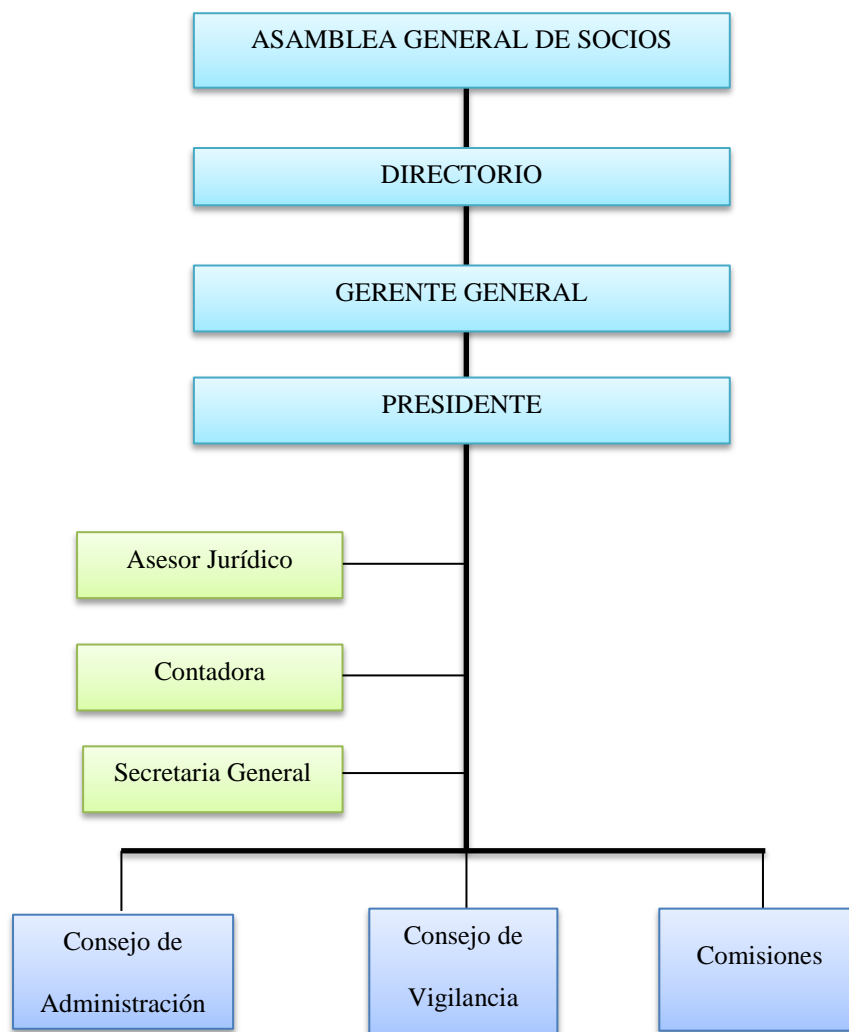 ASAMBLEA GENERAL DE SOCIOS
DIRECTORIO
GERENTE GENERAL
PRESIDENTE
Asesor Jurídico
Contadora
Secretaria General
Consejo de
Administración
Consejo de
Vigilancia
Comisiones